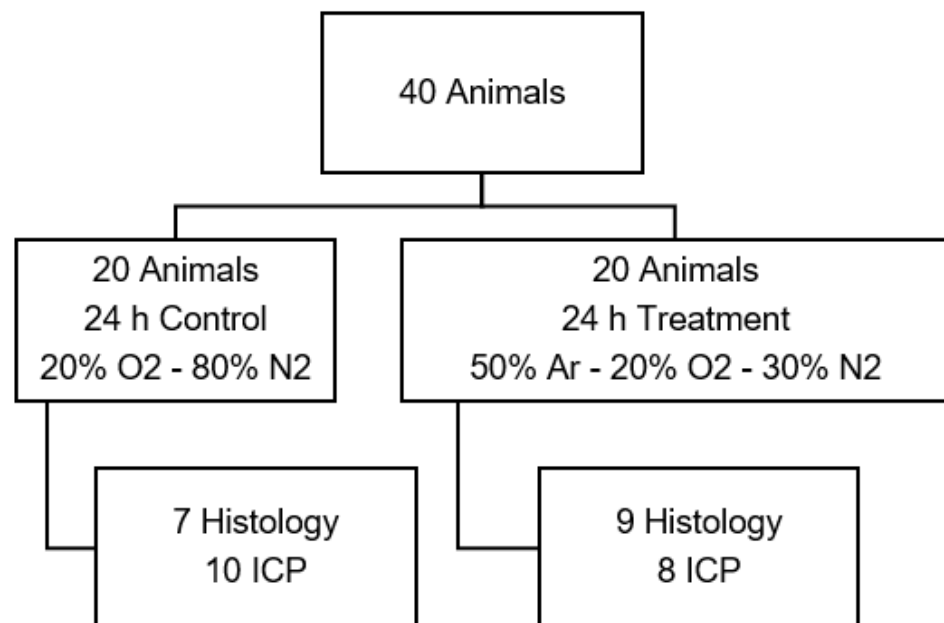 40 Animals
20 Animals
24 h Control
20% O2 - 80% N2
20 Animals
24 h Treatment
50% Ar - 20% O2 - 30% N2
7 Histology
10 ICP
9 Histology
8 ICP